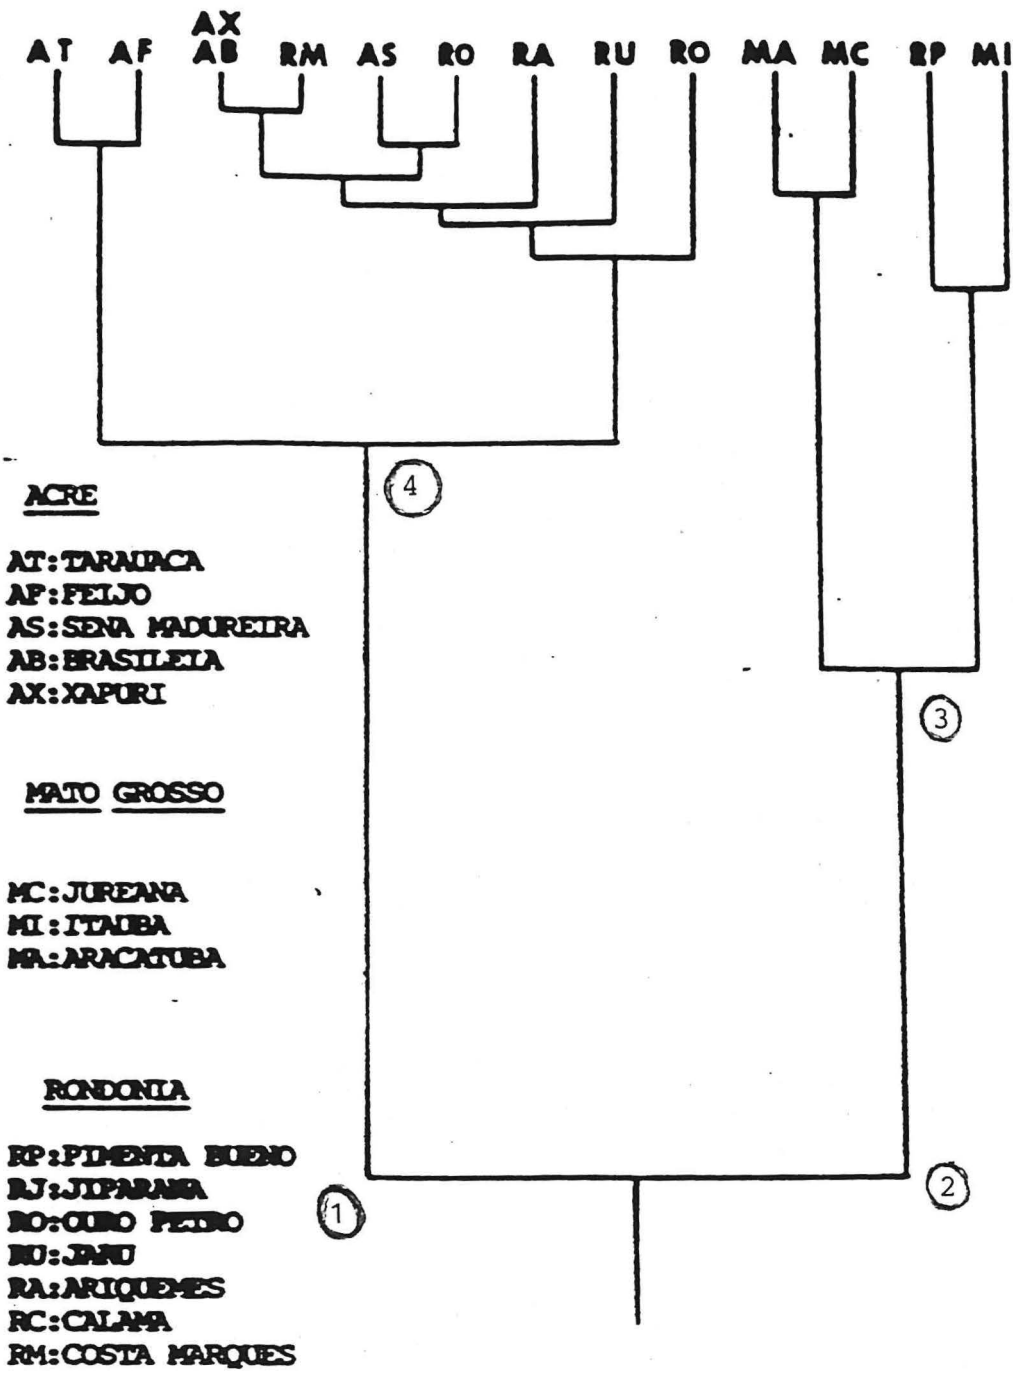 AX
AT AF AB RM AS RO RA RU RO MA MC RP MI
4
ACRE
AT:TARAUACA
AF:FEIJO
AS:SENA MADUREIRA
AB:BRASILEIA
AX:XAPURI
3
MATO GROSSO
MC:JUREANA
MI:ITAUBA
MA:ARACATUBA
RONDONIA
RP:PIMENTA BUENO
RJ:JIPARANA
1
2
RO:OURO PETRO
RU:JARU
RA:ARIQUEMES
RC:CALAMA
RM:COSTA MARQUES